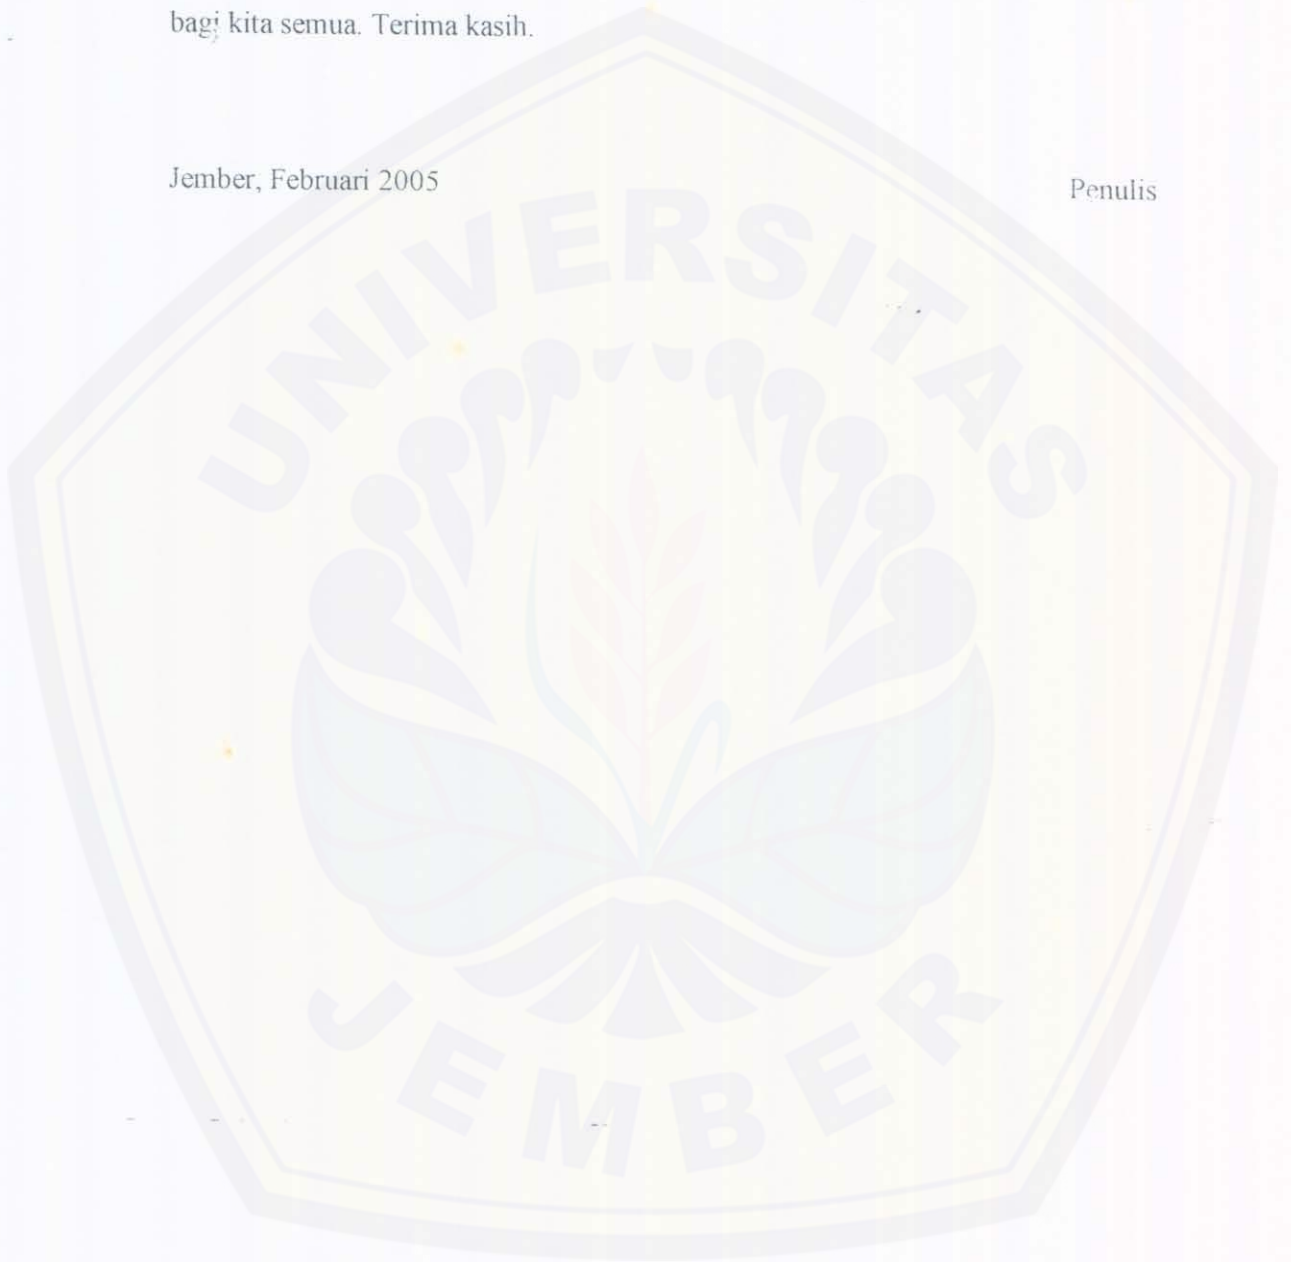 bagi kita semua. Terima kasih.
Jember, Februari 2005
Penulis
UNIVERSITAS
JEMBER